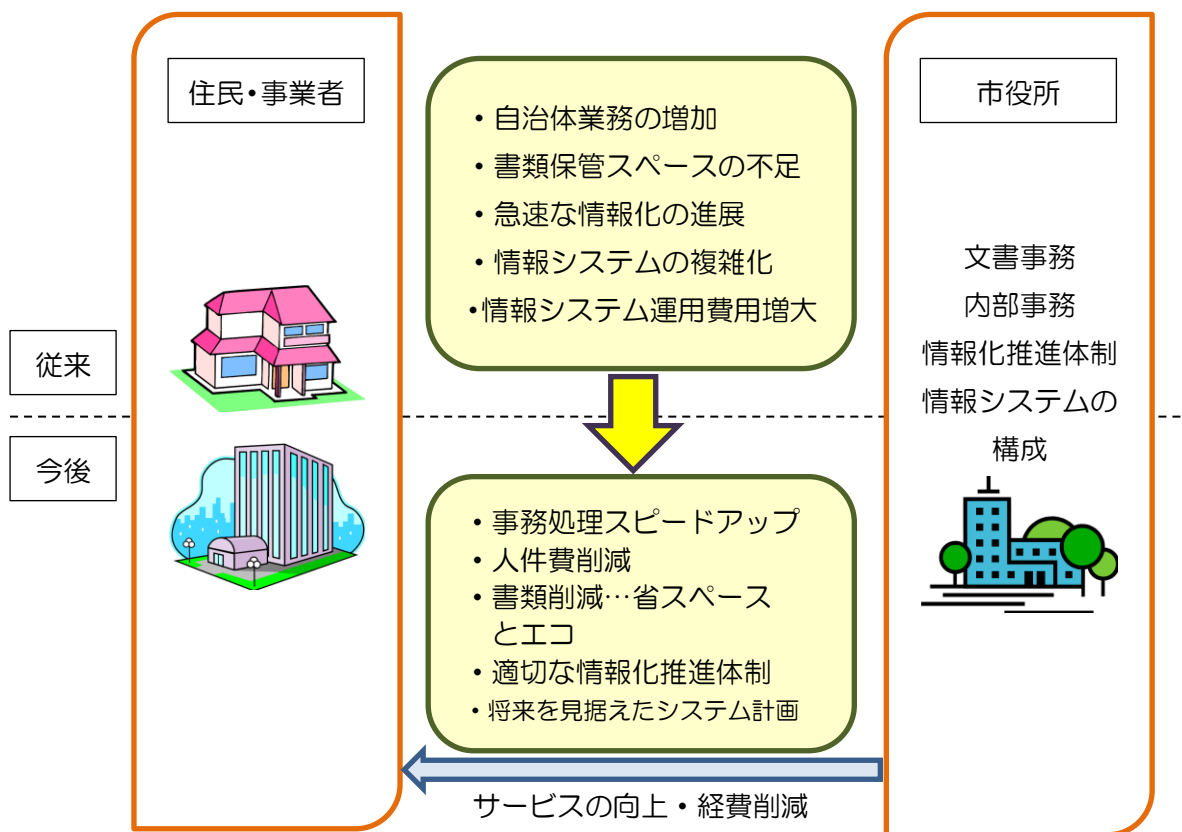 住民・事業者
・自治体業務の増加
・書類保管スペースの不足
・急速な情報化の進展
・情報システムの複雑化
・情報システム運用費用増大
市役所
文書事務
内部事務
情報化推進体制
情報システムの
構成
従来
今後
・事務処理スピードアップ
・人件費削減
・書類削減…省スペース
とエコ
・適切な情報化推進体制
・将来を見据えたシステム計画
サービスの向上・経費削減